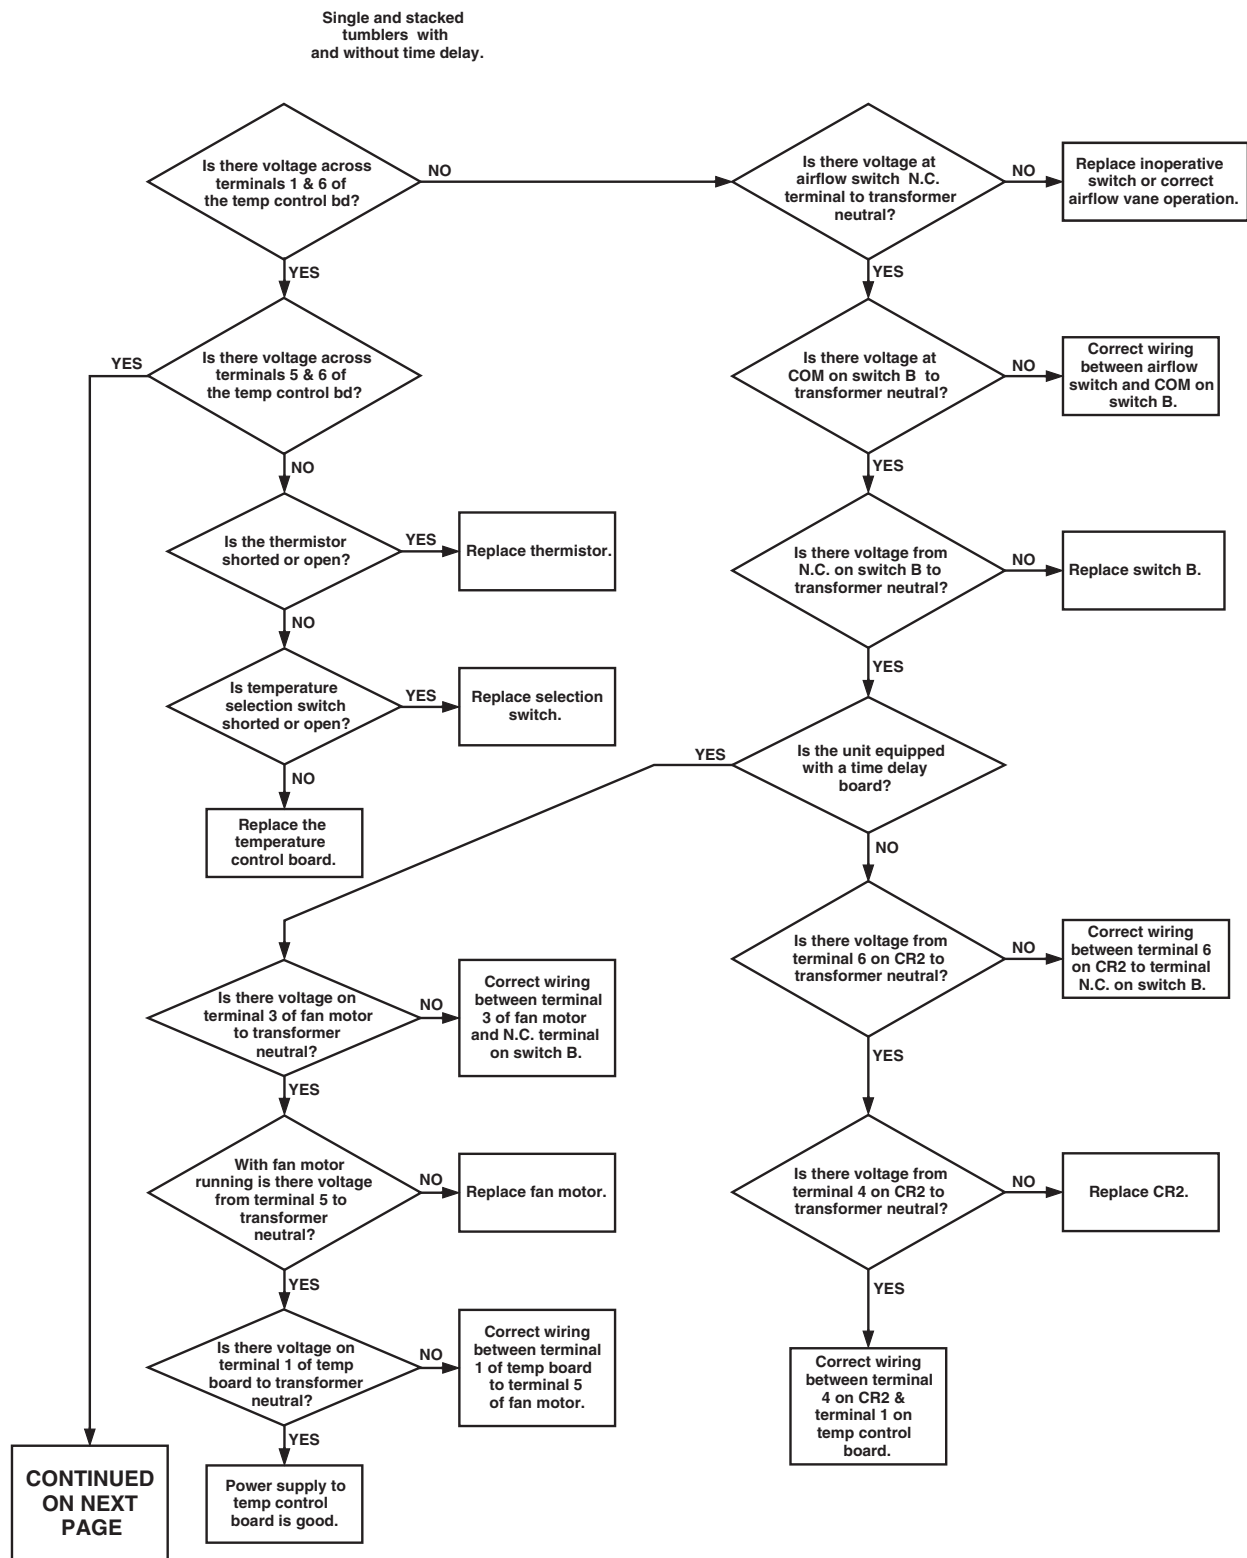 Single and stacked
tumblers with
and without time delay.
Is there voltage across
terminals 1 & 6 of
the temp control bd?
NO
Is there voltage at
airflow switch N.C.
terminal to transformer
neutral?
NO
Replace inoperative
switch or correct
airflow vane operation.
YES
YES
YES
Is there voltage across
terminals 5 & 6 of
the temp control bd?
Is there voltage at
COM on switch B to
transformer neutral?
NO
Correct wiring
between airflow
switch and COM on
switch B.
NO
YES
Is the thermistor
shorted or open?
YES
Replace thermistor.
Is there voltage from
N.C. on switch B to
transformer neutral?
NO
Replace switch B.
NO
YES
Is temperature
selection switch
shorted or open?
YES
Replace selection
switch.
YES
Is the unit equipped
with a time delay
board?
NO
Replace the
temperature
control board.
NO
Is there voltage from
terminal 6 on CR2 to
transformer neutral?
NO
Correct wiring
between terminal 6
on CR2 to terminal
N.C. on switch B.
Is there voltage on
terminal 3 of fan motor
to transformer
neutral?
NO
Correct wiring
between terminal
3 of fan motor
and N.C. terminal
on switch B.
YES
YES
With fan motor
running is there voltage
from terminal 5 to
transformer
neutral?
NO
Replace fan motor.
Is there voltage from
terminal 4 on CR2 to
transformer neutral?
NO
Replace CR2.
YES
YES
Is there voltage on
terminal 1 of temp
board to transformer
neutral?
NO
Correct wiring
between terminal
1 of temp board
to terminal 5
of fan motor.
Correct wiring
between terminal
4 on CR2 &
terminal 1 on
temp control
board.
YES
CONTINUED
ON NEXT
PAGE
Power supply to
temp control
board is good.